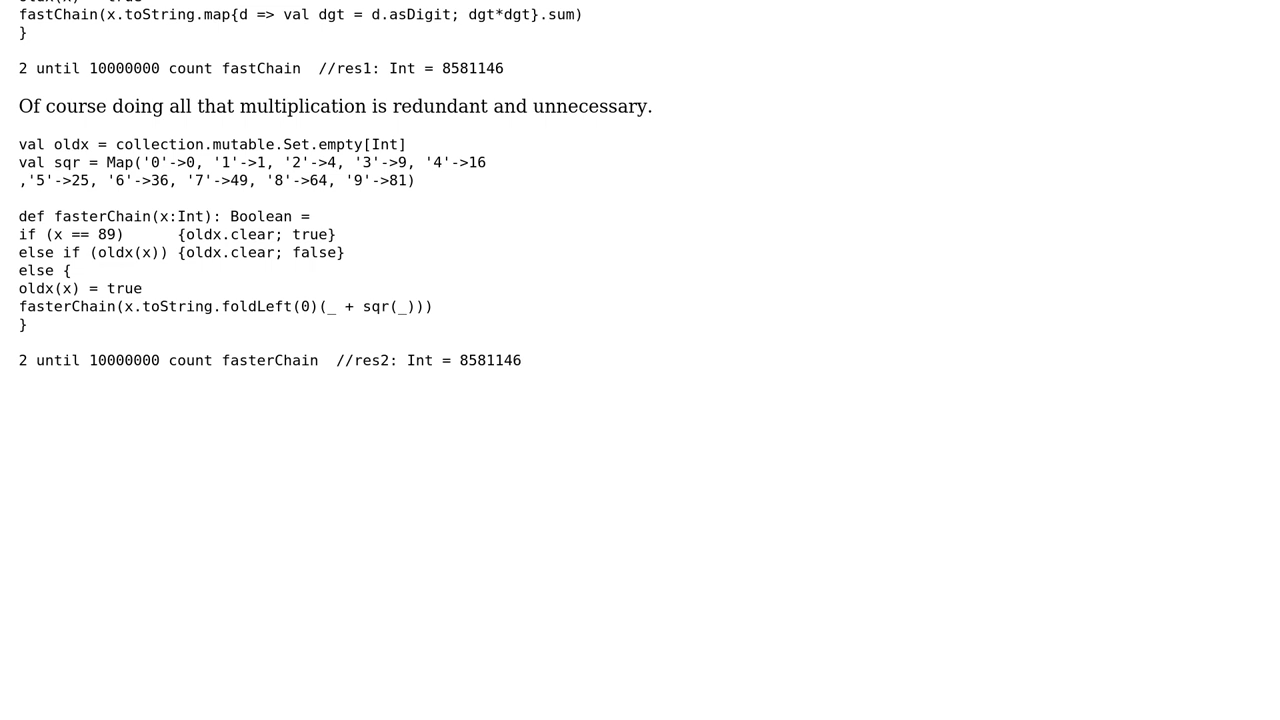 fastChain(x.toString.map{d => val dgt = d.asDigit; dgt*dgt}.sum)
}
2 until 10000000 count fastChain  //res1: Int = 8581146
Of course doing all that multiplication is redundant and unnecessary.
val oldx = collection.mutable.Set.empty[Int]
val sqr = Map('0'->0, '1'->1, '2'->4, '3'->9, '4'->16
,'5'->25, '6'->36, '7'->49, '8'->64, '9'->81)
def fasterChain(x:Int): Boolean =
if (x == 89)      {oldx.clear; true}
else if (oldx(x)) {oldx.clear; false}
else {
oldx(x) = true
fasterChain(x.toString.foldLeft(0)(_ + sqr(_)))
}
2 until 10000000 count fasterChain  //res2: Int = 8581146